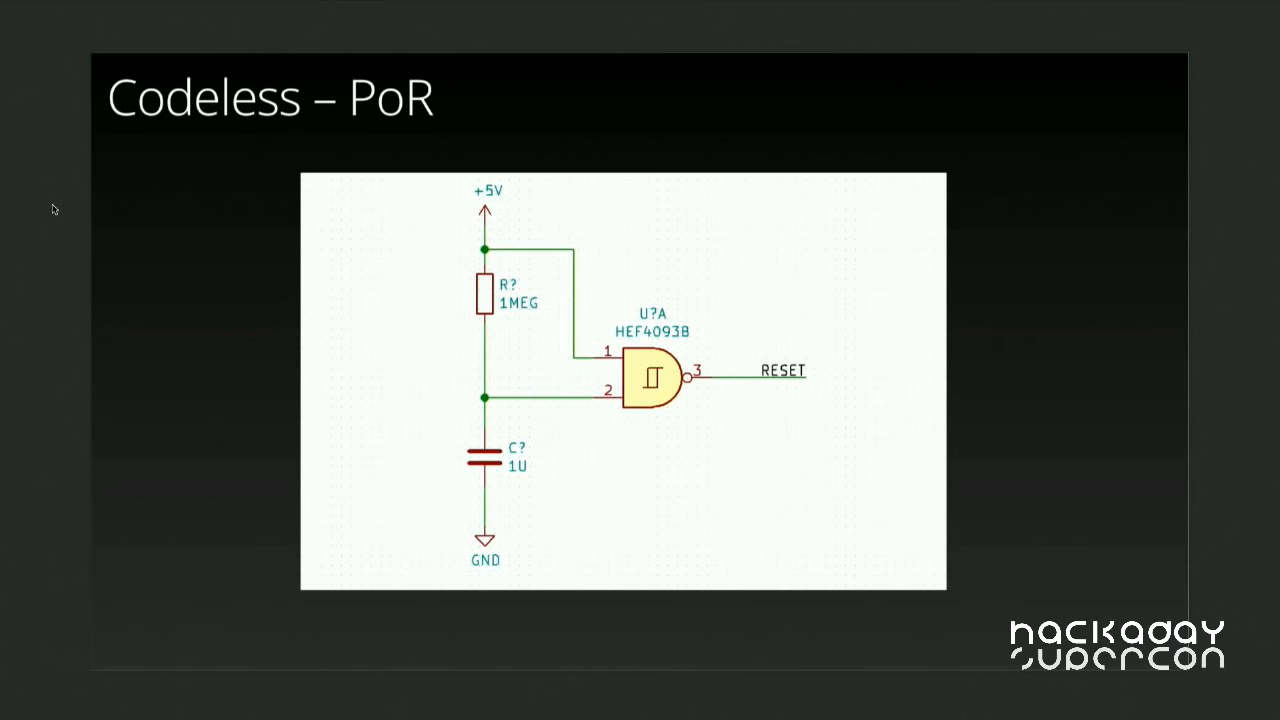 Codeless – PoR
+5V
R?
1MEG
U?A
HEF4093B
1
2
3
RESET
C?
1U
GND
hackaday
supercon